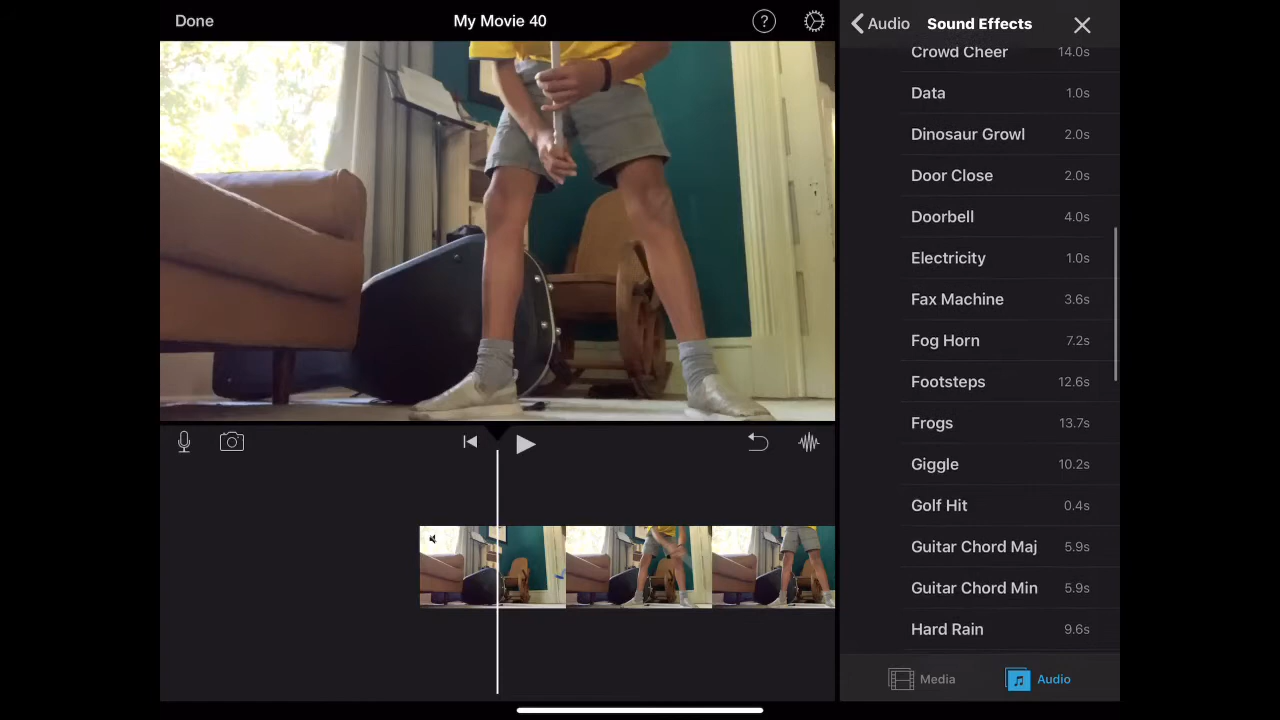 Done
My Movie 40
?
Audio
Sound Effects
Crowd Cheer 14.0s
Data 1.0s
Dinosaur Growl 2.0s
Door Close 2.0s
Doorbell 4.0s
Electricity 1.0s
Fax Machine 3.6s
Fog Horn 7.2s
Footsteps 12.6s
Frogs 13.7s
Giggle 10.2s
Golf Hit 0.4s
Guitar Chord Maj 5.9s
Guitar Chord Min 5.9s
Hard Rain 9.6s
Media
Audio